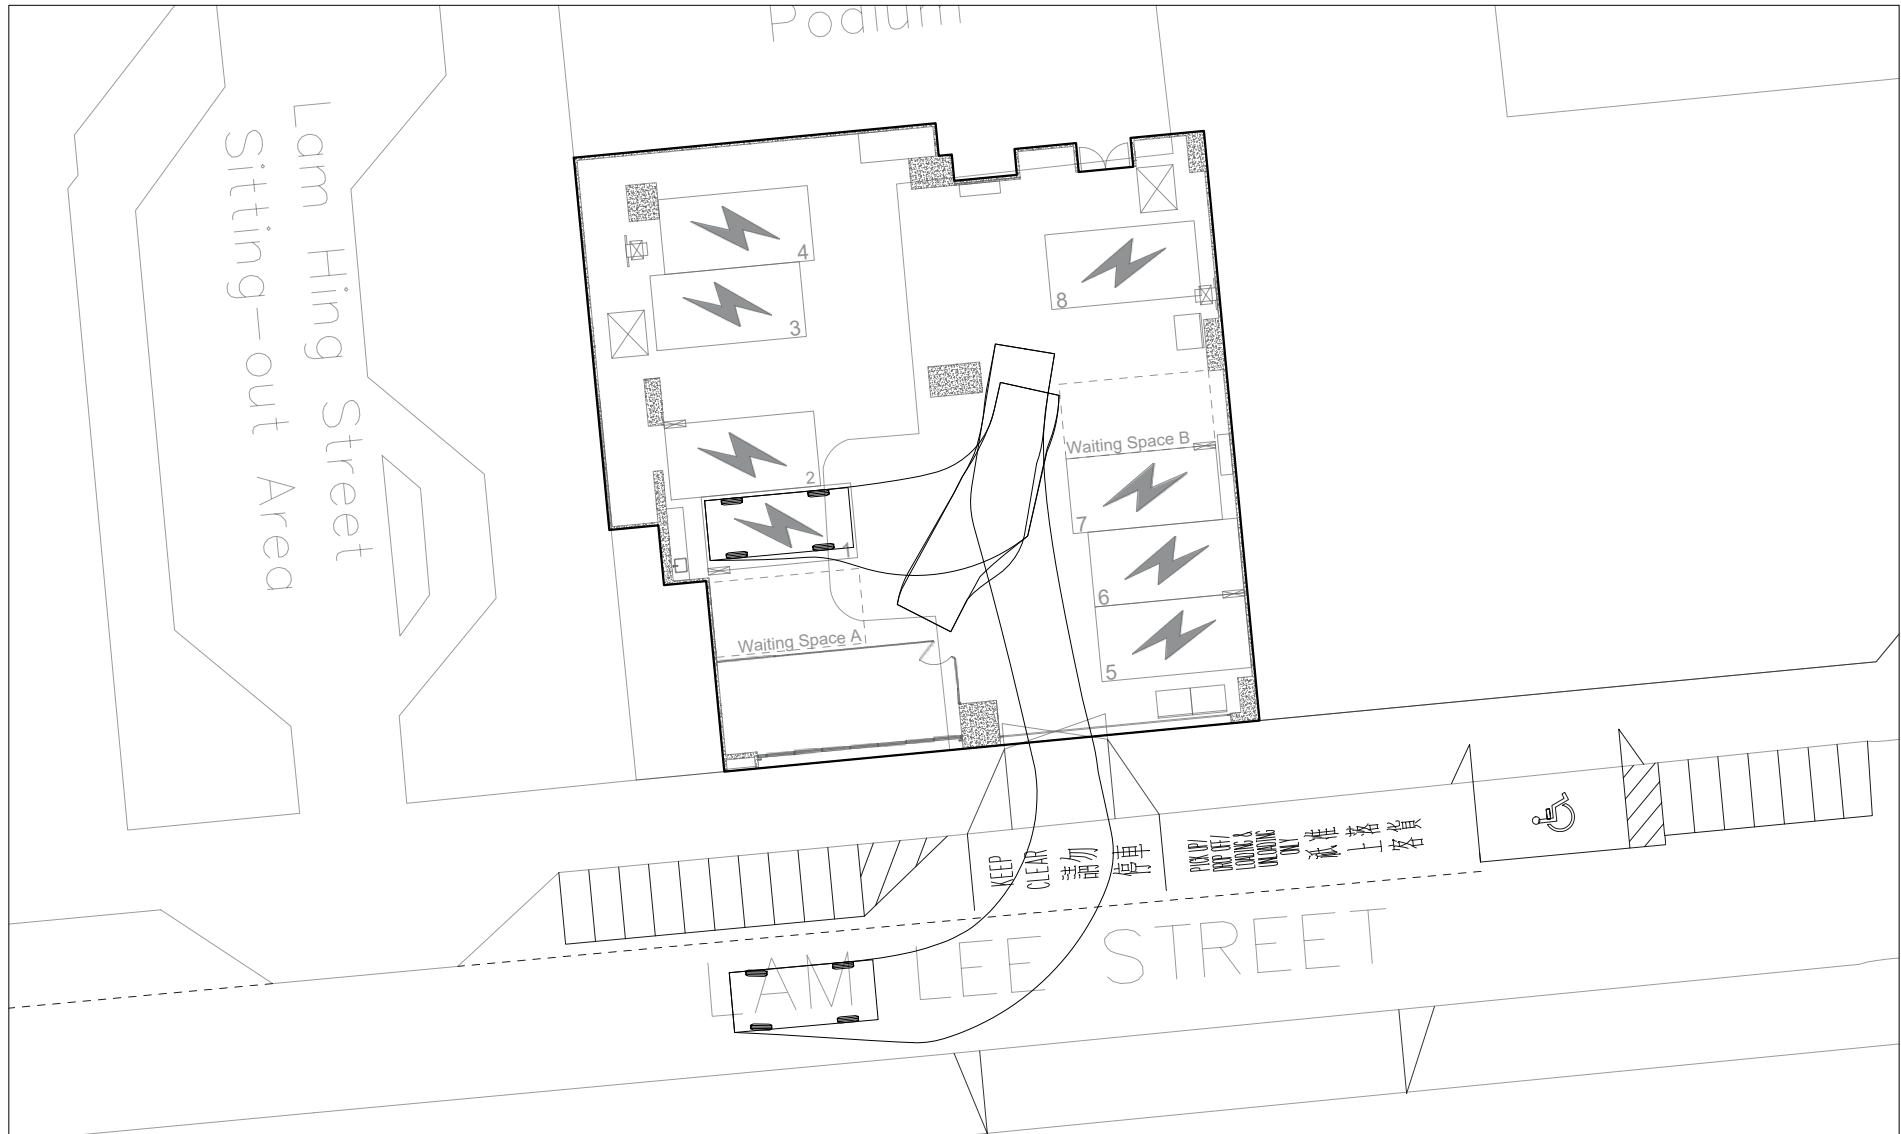 Podium
Lam Hing Street
Sitting-out Area
4
3
8
2
1
Waiting Space B
7
6
5
Waiting Space A
KEEP
CLEAR
請勿
停車
PICK UP/
DROP OFF/
LOADING &
UNLOADING
ONLY
祇准
上落
客貨
LAM LEE STREET